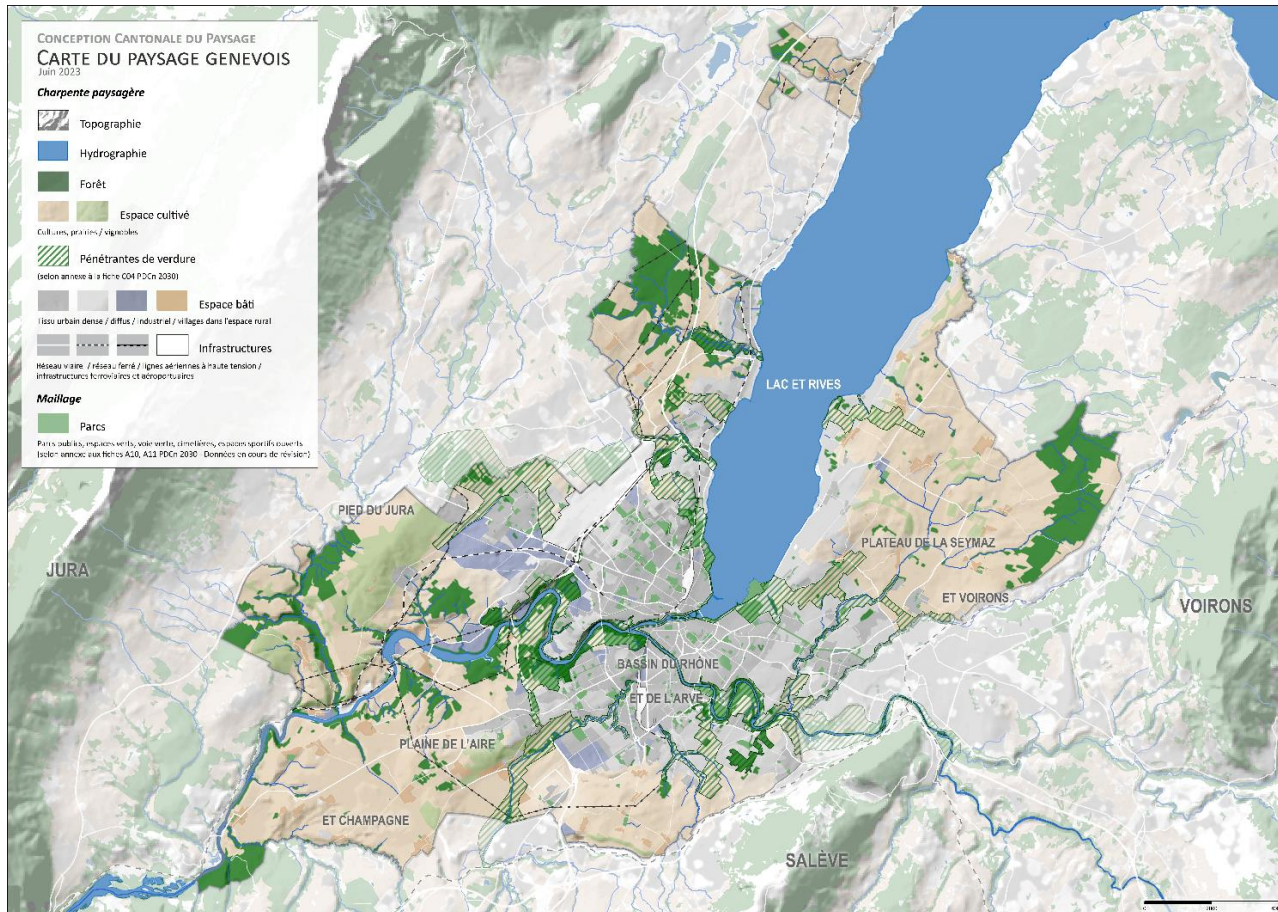 CONCEPTION CANTONALE DU PAYSAGE
CARTE DU PAYSAGE GENEVOIS
Juin 2023
Charpente paysagère
Topographie
Hydrographie
Forêt
Espace cultivé
Cultures, prairies / vignobles
Pénétrantes de verdure
(selon annexe à la fiche C04 PDCn 2030)
Espace bâti
Tissu urbain dense / diffus / industriel / villages dans l'espace rural
Infrastructures
Réseau viaire / réseau ferré / lignes aériennes à haute tension /
infrastructures ferroviaires et aéroportuaires
Maillage
Parcs
Parcs publics, espaces verts, voie verte, cimetières, espaces sportifs ouverts
(selon annexe aux fiches A10, A11 PDCn 2030 - Données en cours de révision)
LAC ET RIVES
PIED DU JURA
JURA
PLATEAU DE LA SEYMAZ
ET VOIRONS
VOIRONS
BASSIN DU RHÔNE
ET DE L'ARVE
PLAINE DE L'AIRE
ET CHAMPAGNE
SALÈVE